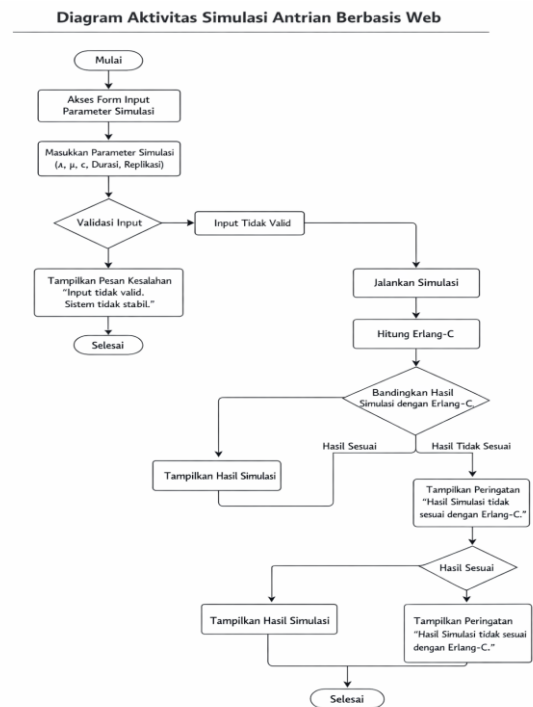 Diagram Aktivitas Simulasi Antrian Berbasis Web
Mulai
Akses Form Input
Parameter Simulasi
Masukkan Parameter Simulasi
(ʌ, μ, c, Durasi, Replikasi)
Validasi Input
Input Tidak Valid
Tampilkan Pesan Kesalahan
“Input tidak valid.
Sistem tidak stabil.”
Selesai
Jalankan Simulasi
Hitung Erlang-C
Bandingkan Hasil
Simulasi dengan Erlang-C.
Hasil Sesuai
Hasil Tidak Sesuai
Tampilkan Hasil Simulasi
Tampilkan Peringatan
“Hasil Simulasi tidak
sesuai dengan Erlang-C.”
Hasil Sesuai
Tampilkan Hasil Simulasi
Tampilkan Peringatan
“Hasil Simulasi tidak sesuai
dengan Erlang-C.”
Selesai